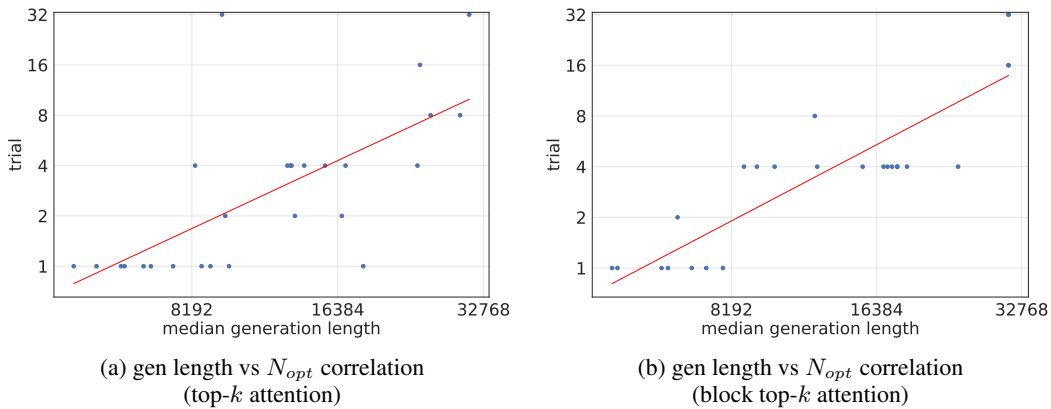 32
16
8
4
2
1
trial
8192
16384
32768
median generation length
(a) gen length vs N_opt correlation
(top-k attention)
32
16
8
4
2
1
trial
8192
16384
32768
median generation length
(b) gen length vs N_opt correlation
(block top-k attention)